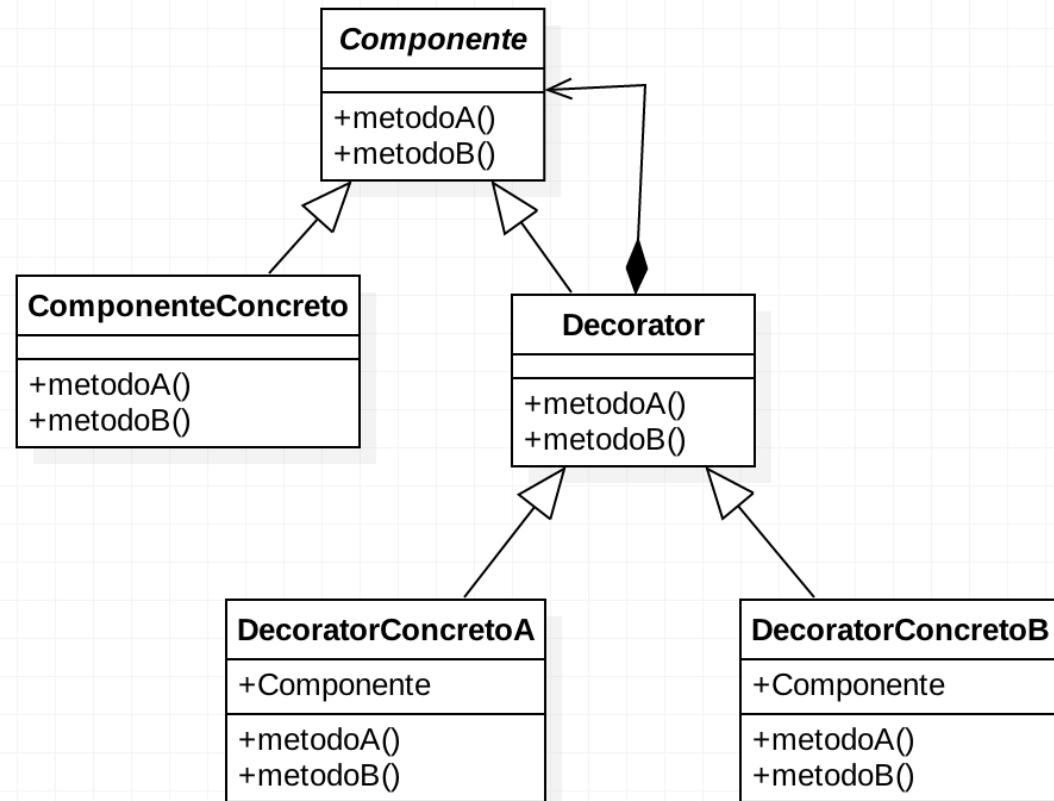 Componente
+metodoA()
+metodoB()
ComponenteConcreto
+metodoA()
+metodoB()
Decorator
+metodoA()
+metodoB()
DecoratorConcretoA
+Componente
+metodoA()
+metodoB()
DecoratorConcretoB
+Componente
+metodoA()
+metodoB()